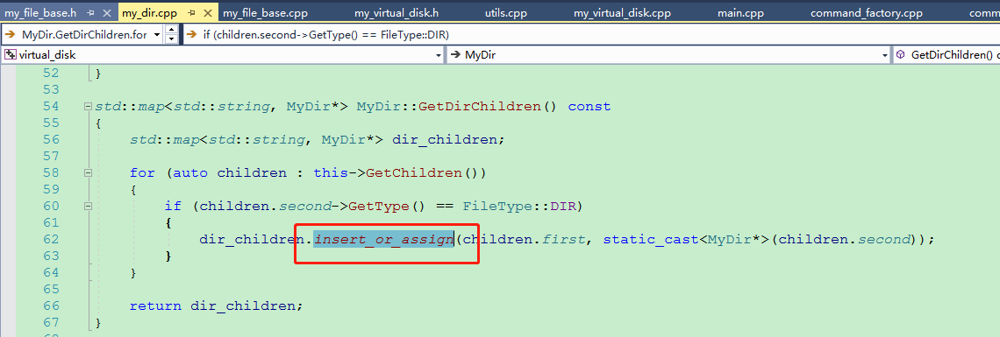 my_file_base.h my_dir.cpp my_file_base.cpp my_virtual_disk.h utils.cpp my_virtual_disk.cpp main.cpp command_factory.cpp comm
MyDir.GetDirChildren.for if (children.second->GetType() == FileType::DIR)
virtual_disk MyDir GetDirChildren() c
52 }
53
54 std::map<std::string, MyDir*> MyDir::GetDirChildren() const
55 {
56 std::map<std::string, MyDir*> dir_children;
57
58 for (auto children : this->GetChildren())
59 {
60 if (children.second->GetType() == FileType::DIR)
61 {
62 dir_children.insert_or_assign(children.first, static_cast<MyDir*>(children.second));
63 }
64 }
65
66 return dir_children;
67 }